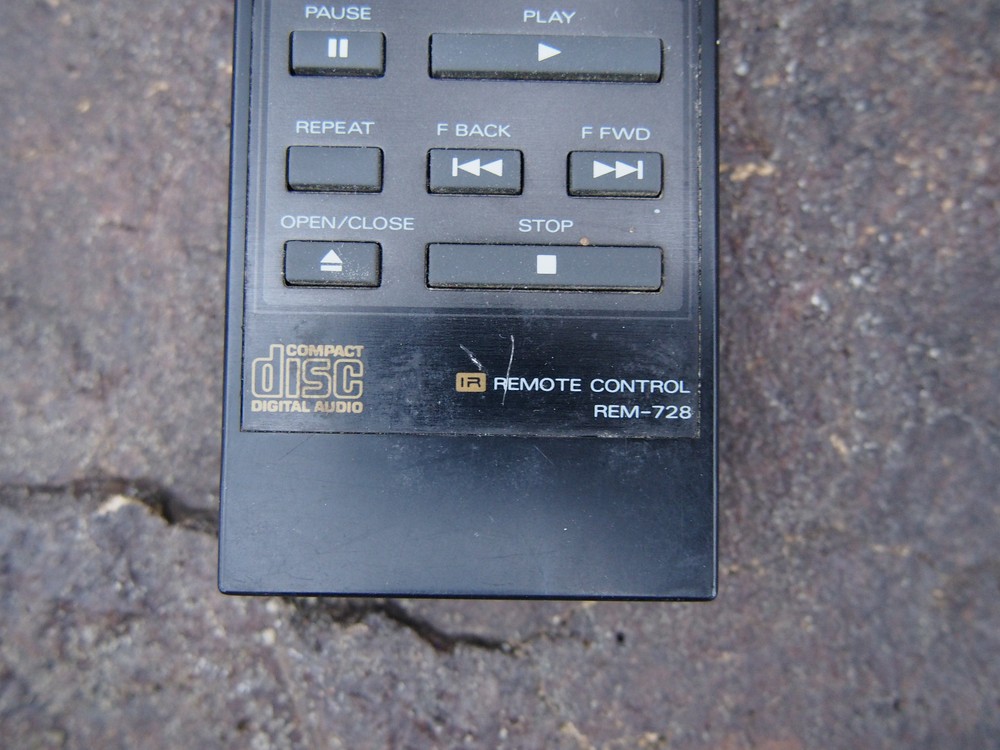 PAUSE PLAY
REPEAT F BACK F FWD
OPEN/CLOSE STOP
COMPACT
disc
DIGITAL AUDIO
IR REMOTE CONTROL
REM-728